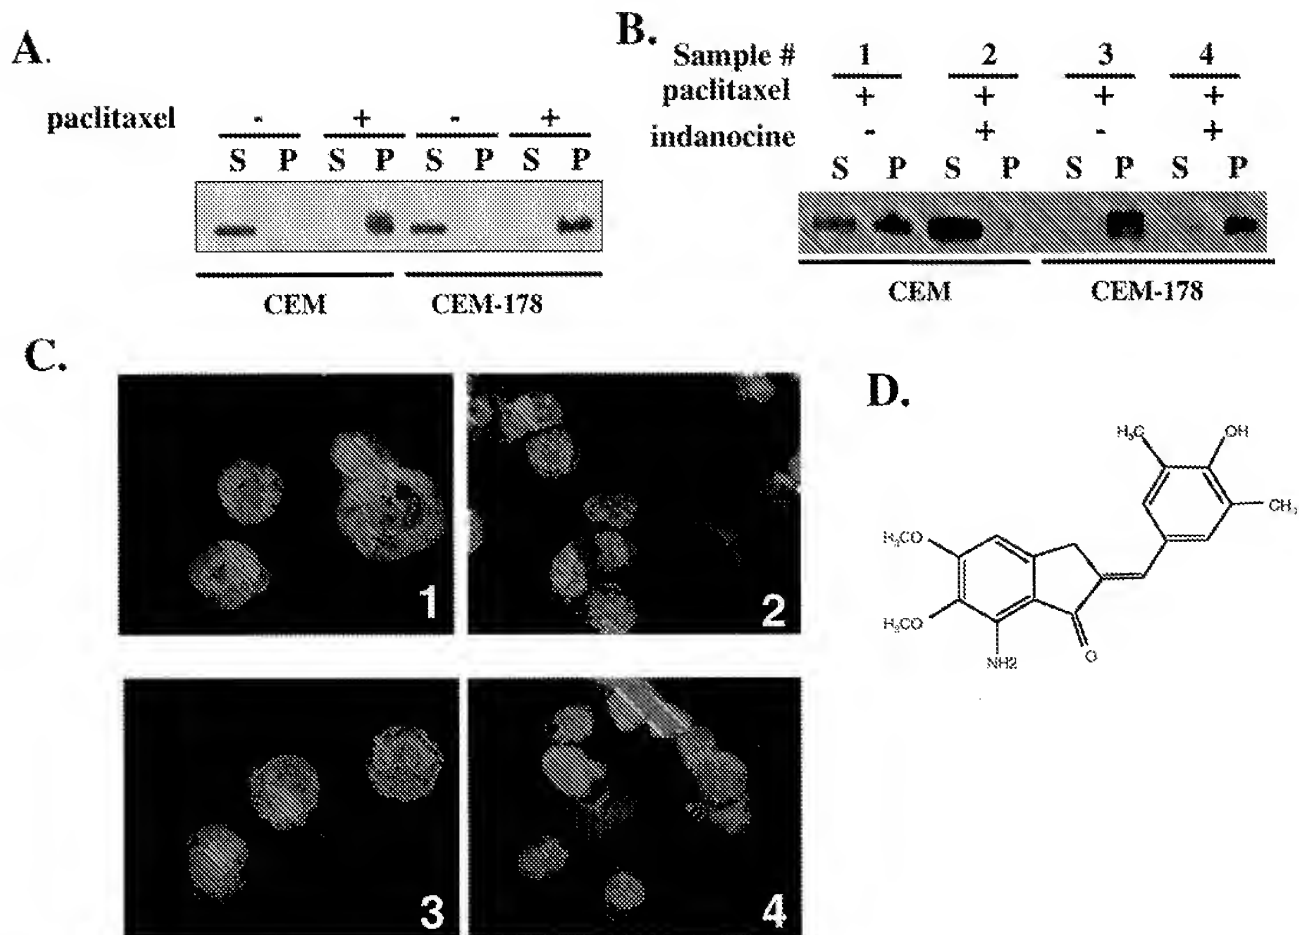 A.
paclitaxel - + - +
S P S P S P S P
CEM CEM-178
B.
Sample # 1 2 3 4
paclitaxel + + + +
indanocine - + - +
S P S P S P S P
CEM CEM-178
C.
1
2
3
4
D.
H₃C
OH
CH₃
H₃CO
H₃CO
NH2
O